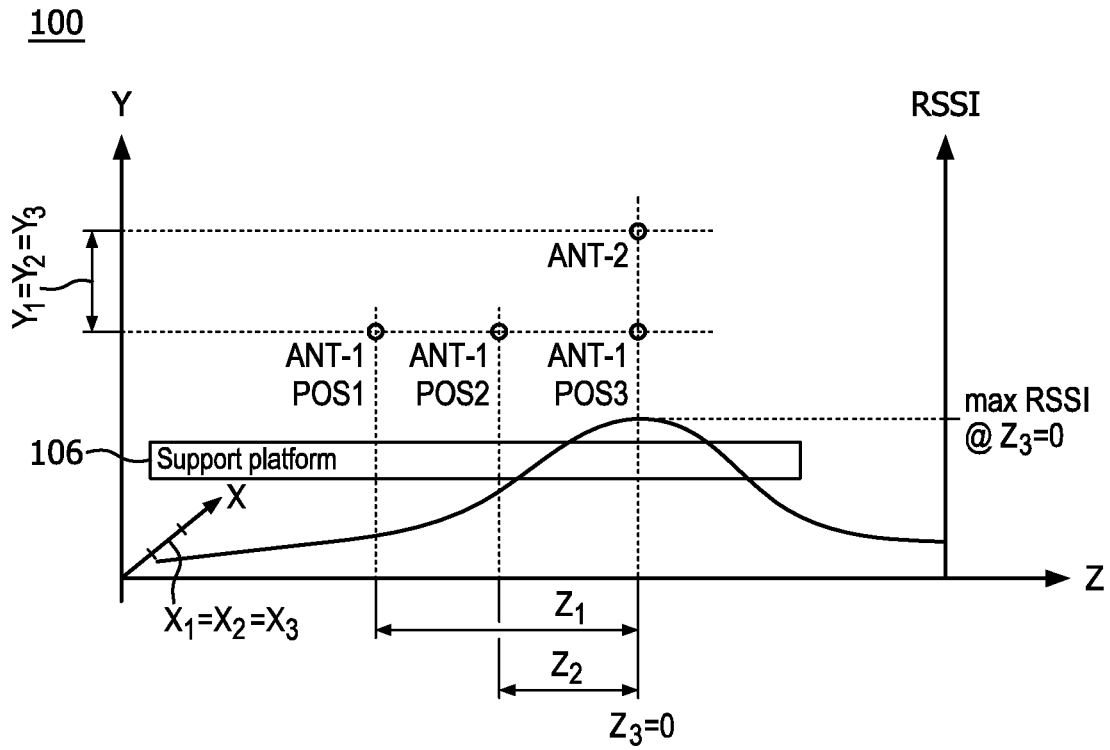 100
Y
RSSI
Y₁=Y₂=Y₃
ANT-2
ANT-1
POS1
ANT-1
POS2
ANT-1
POS3
max RSSI
@ Z₃=0
106
Support platform
X
Z
X₁=X₂=X₃
Z₁
Z₂
Z₃=0